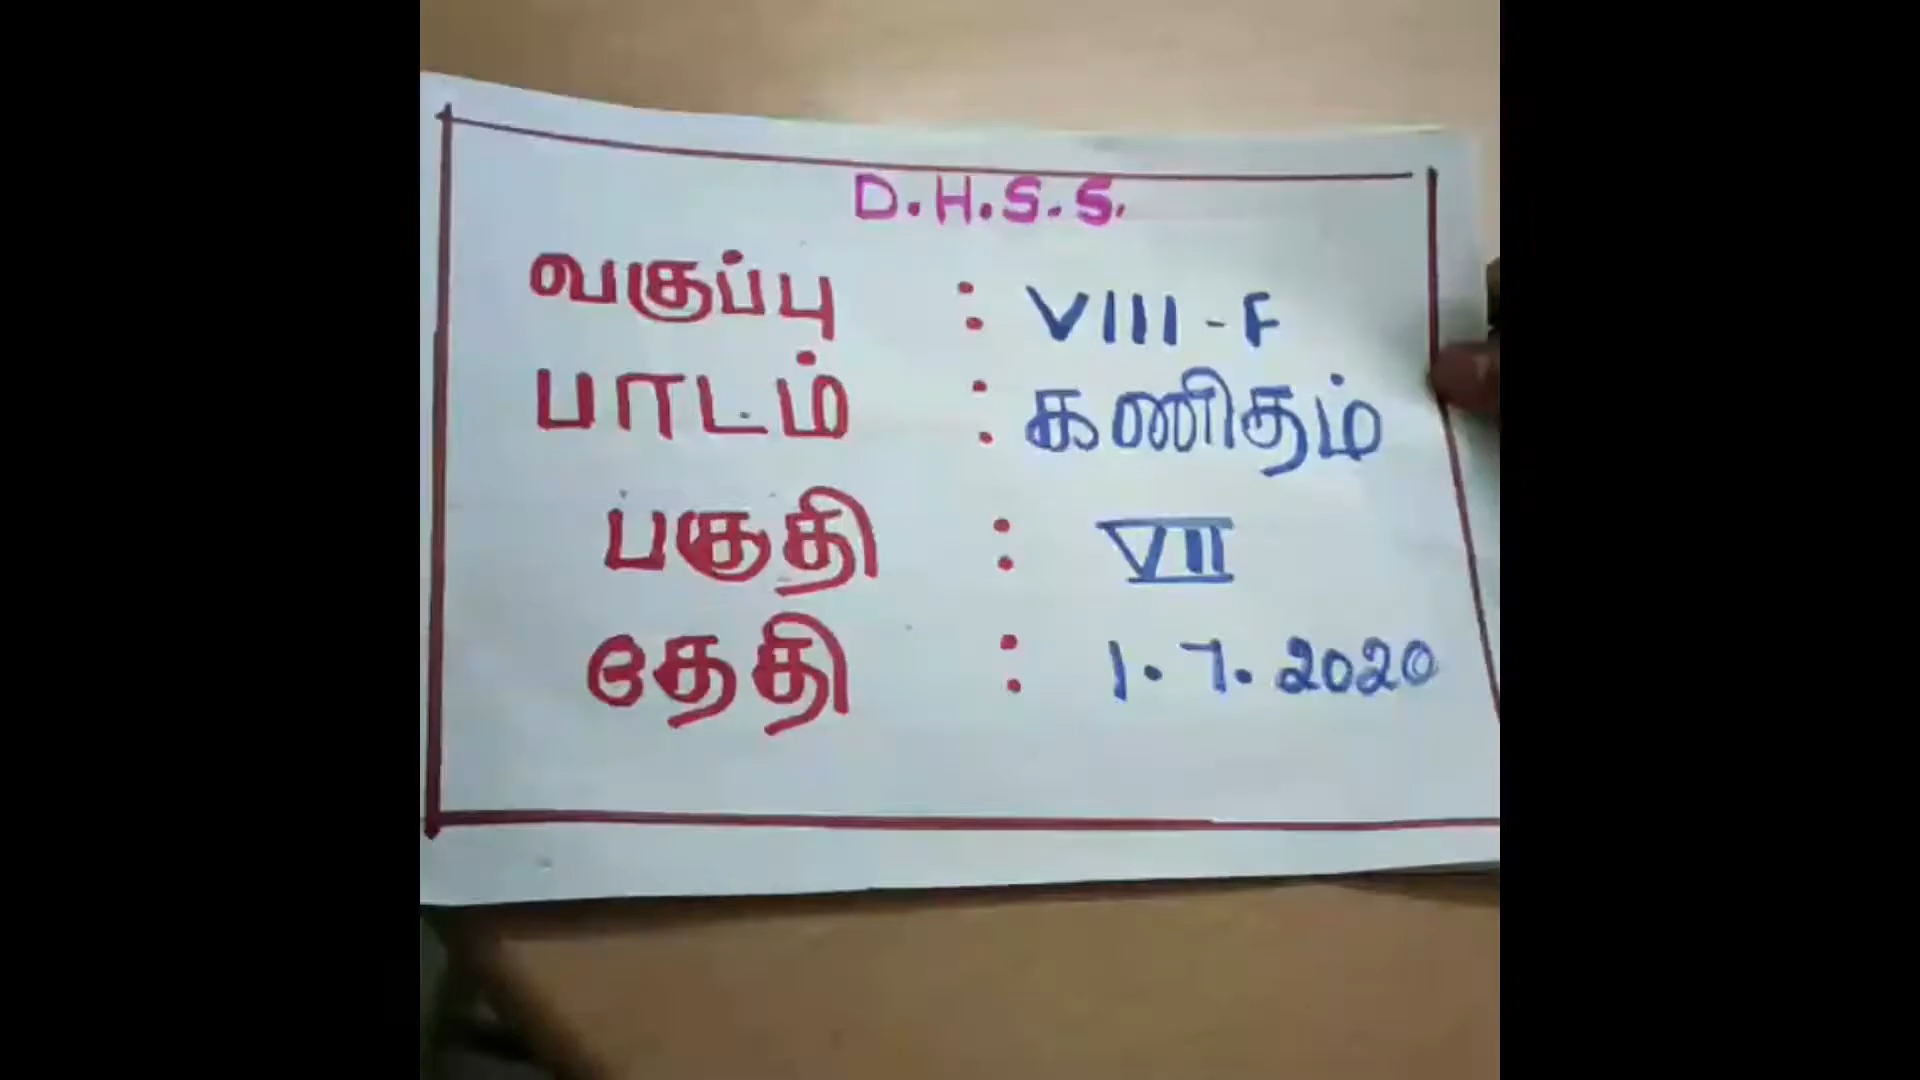 D.H.S.S.
வகுப்பு : VIII - F
பாடம் : கணிதம்
பகுதி : VII
தேதி : 1.7.2020